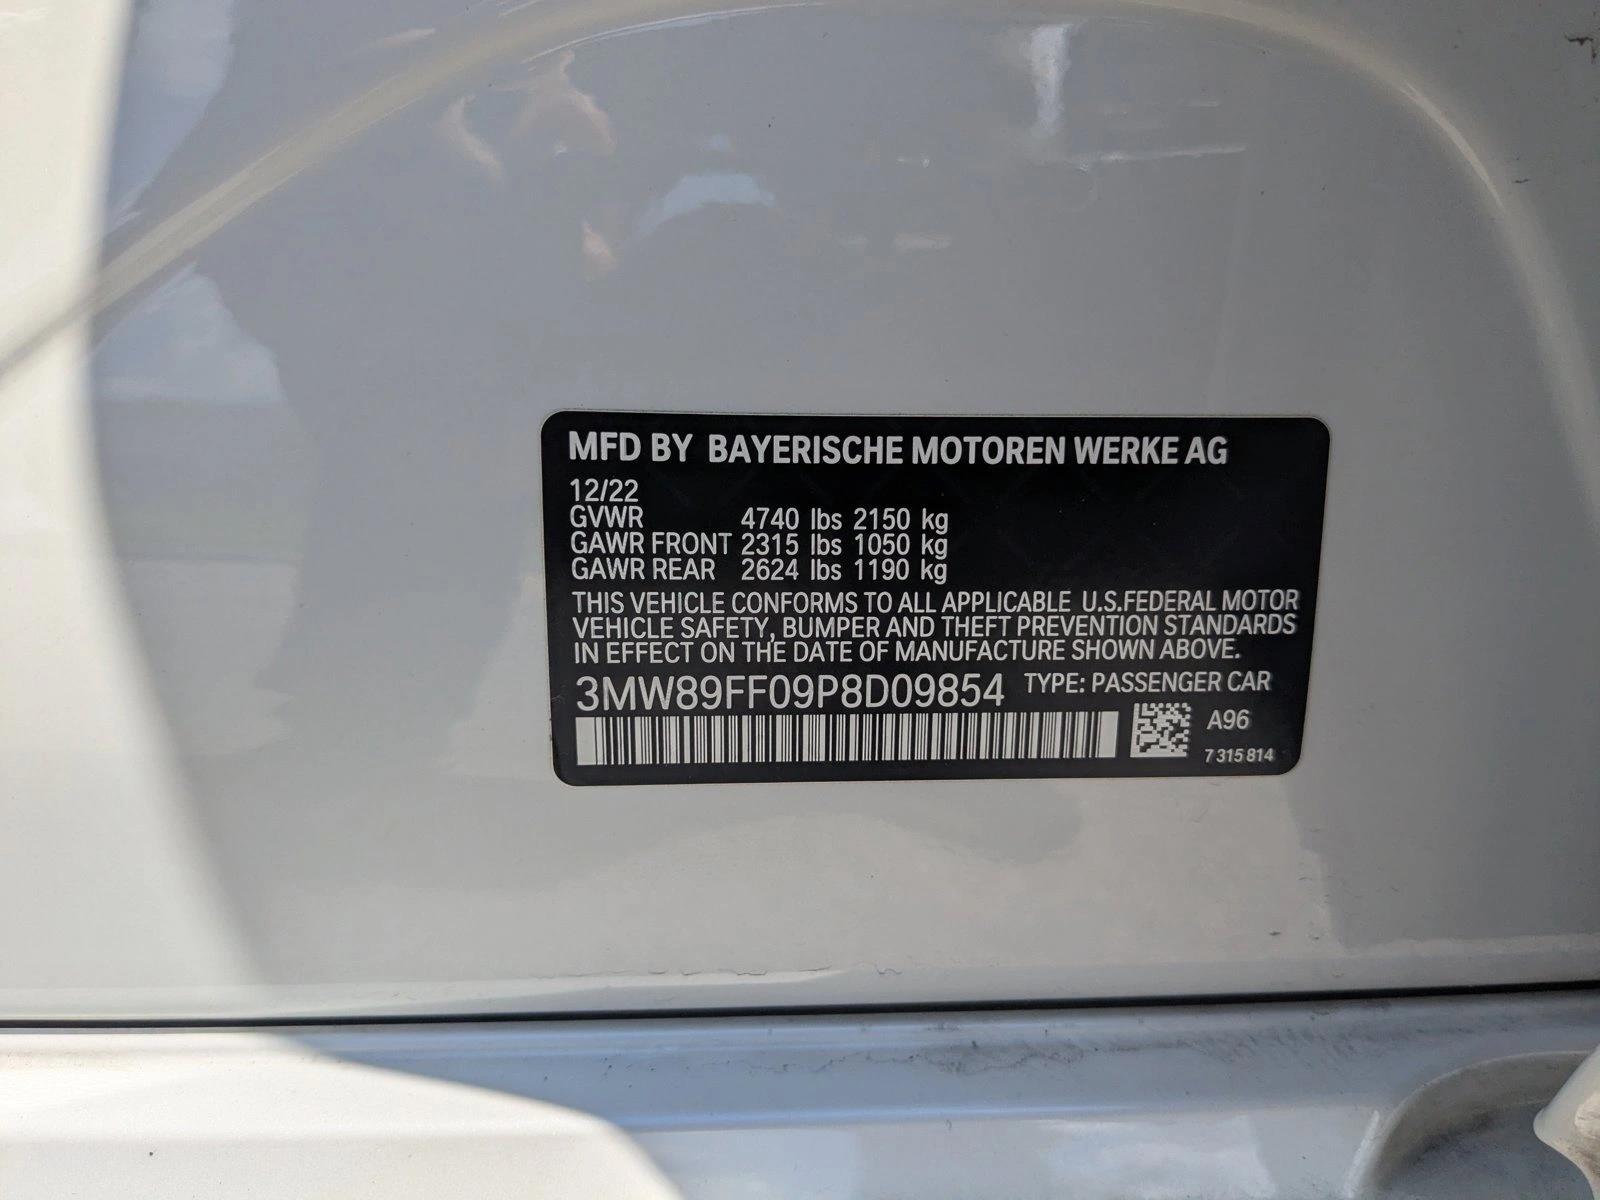 MFD BY BAYERISCHE MOTOREN WERKE AG
12/22
GVWR 4740 lbs 2150 kg
GAWR FRONT 2315 lbs 1050 kg
GAWR REAR 2624 lbs 1190 kg
THIS VEHICLE CONFORMS TO ALL APPLICABLE U.S.FEDERAL MOTOR
VEHICLE SAFETY, BUMPER AND THEFT PREVENTION STANDARDS
IN EFFECT ON THE DATE OF MANUFACTURE SHOWN ABOVE.
3MW89FF09P8D09854 TYPE: PASSENGER CAR
A96
7 315 814